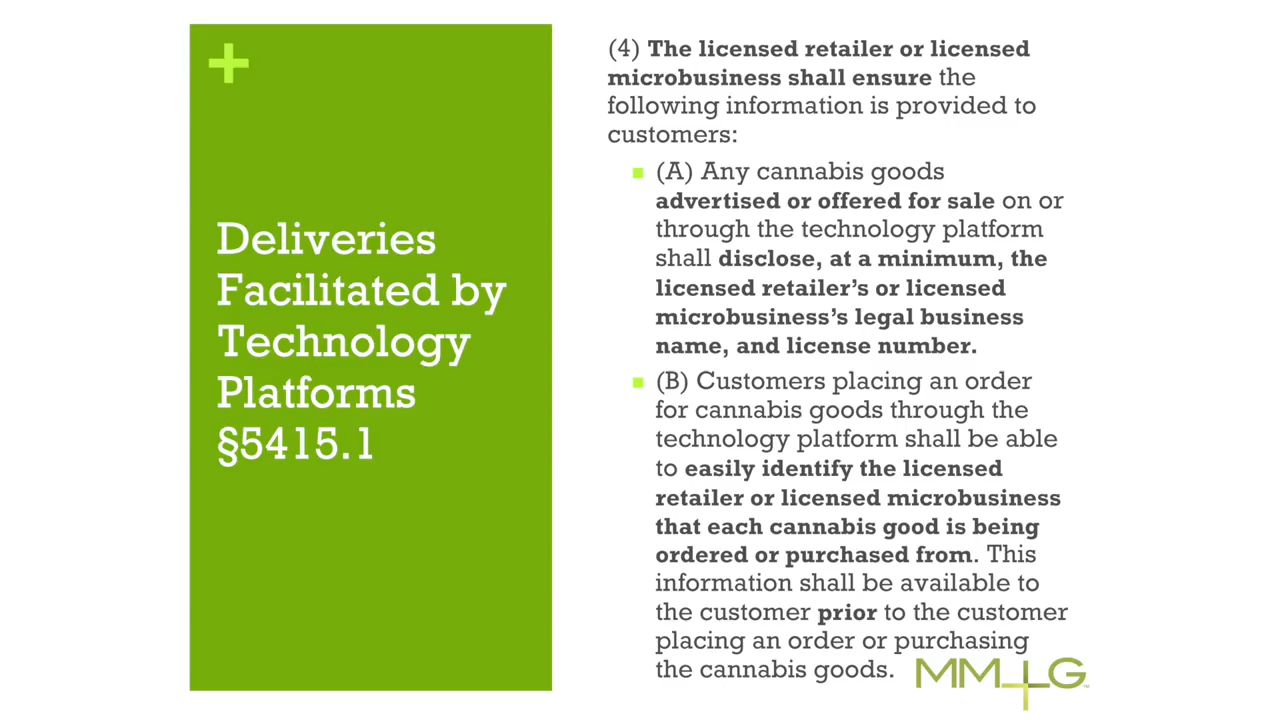 +
Deliveries
Facilitated by
Technology
Platforms
§5415.1
(4) The licensed retailer or licensed
microbusiness shall ensure the
following information is provided to
customers:
(A) Any cannabis goods
advertised or offered for sale on or
through the technology platform
shall disclose, at a minimum, the
licensed retailer’s or licensed
microbusiness’s legal business
name, and license number.
(B) Customers placing an order
for cannabis goods through the
technology platform shall be able
to easily identify the licensed
retailer or licensed microbusiness
that each cannabis good is being
ordered or purchased from. This
information shall be available to
the customer prior to the customer
placing an order or purchasing
the cannabis goods.
MMLG™